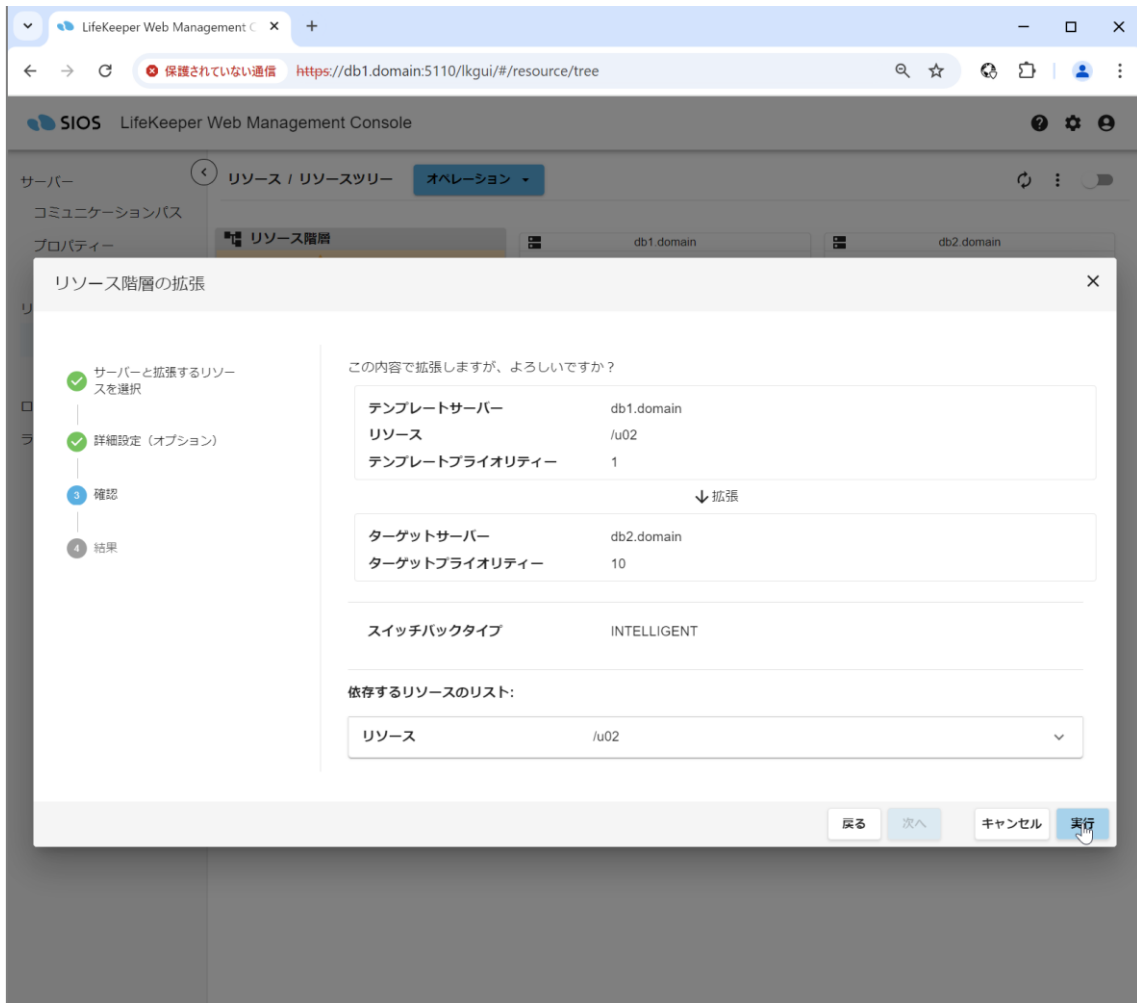 LifeKeeper Web Management C
保護されていない通信 https://db1.domain:5110/lkgui/#/resource/tree
SIOS LifeKeeper Web Management Console
サーバー
コミュニケーションパス
プロパティー
リソース / リソースツリー オペレーション
リソース階層 db1.domain db2.domain
リソース階層の拡張
サーバーと拡張するリソー
スを選択
詳細設定（オプション）
3 確認
4 結果
この内容で拡張しますが、よろしいですか？
テンプレートサーバー db1.domain
リソース /u02
テンプレートプライオリティー 1
拡張
ターゲットサーバー db2.domain
ターゲットプライオリティー 10
スイッチバックタイプ INTELLIGENT
依存するリソースのリスト:
リソース /u02
戻る 次へ キャンセル 実行